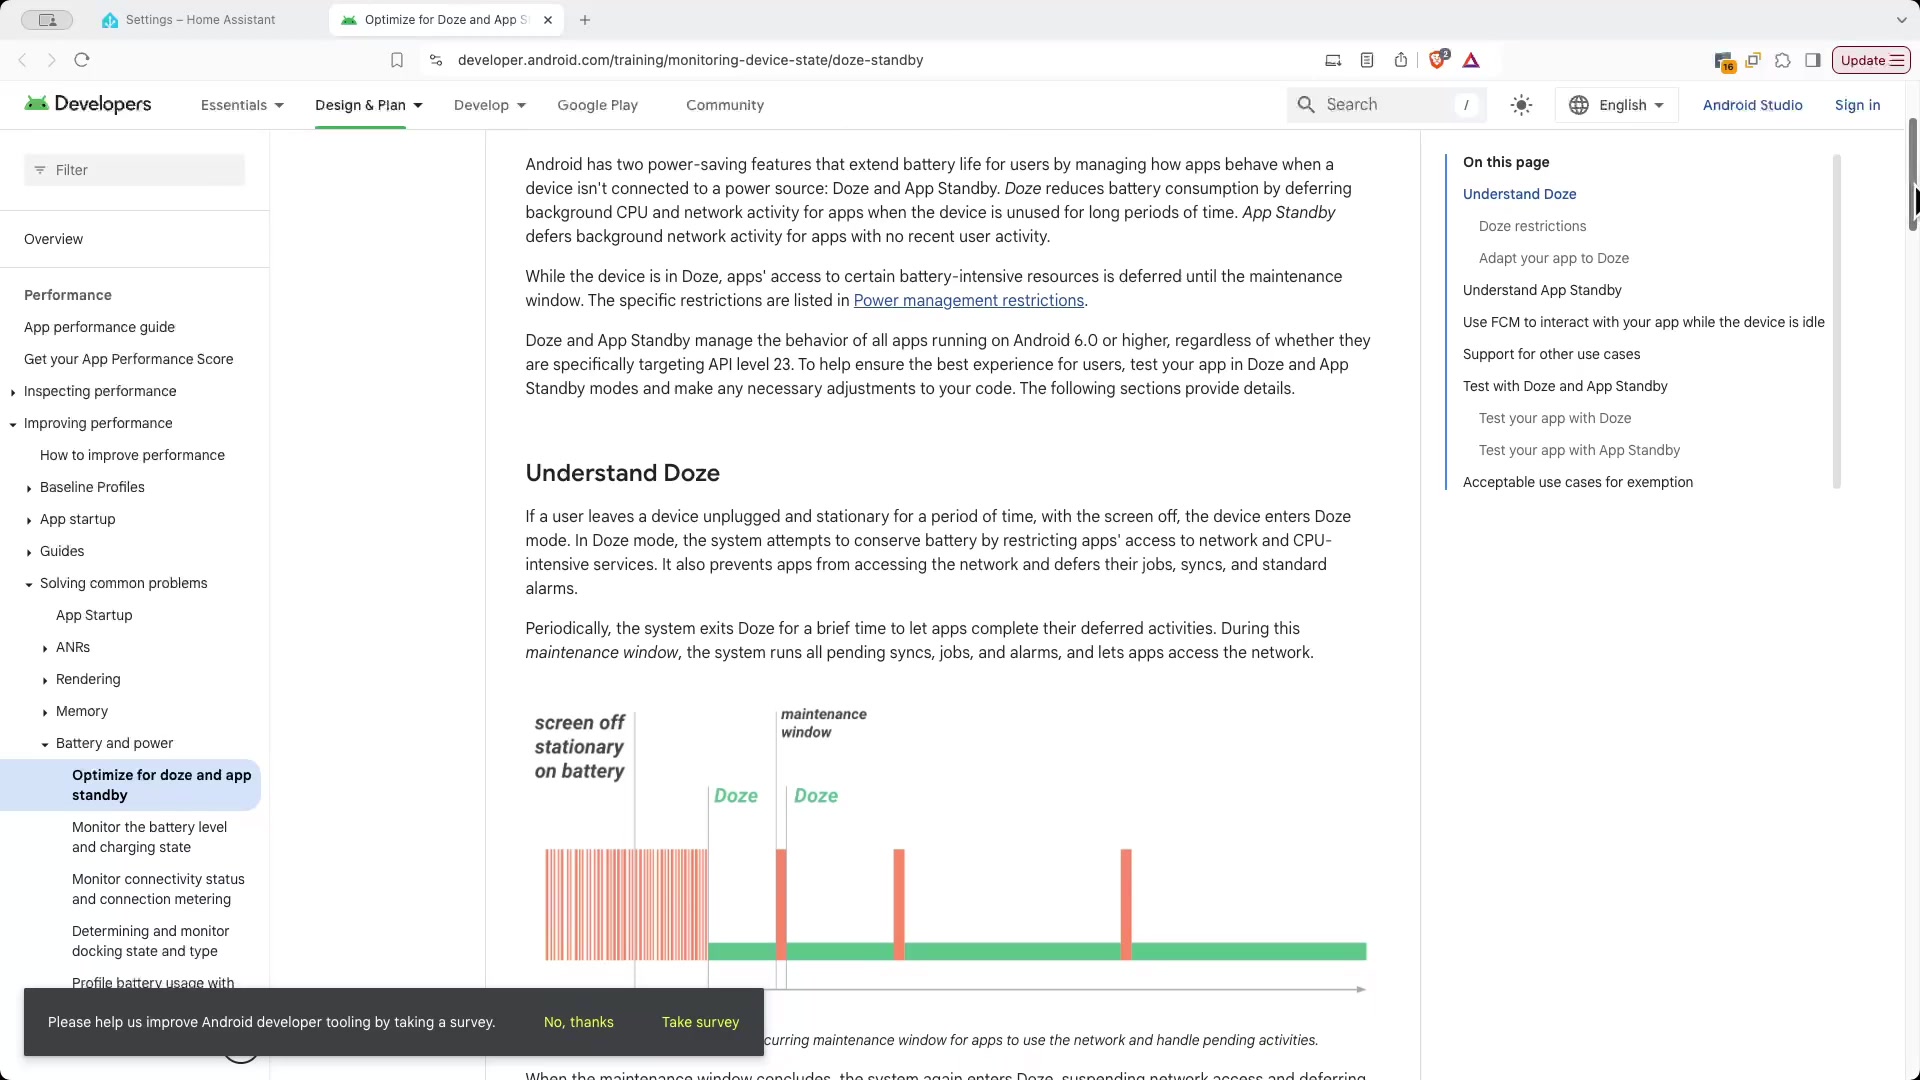 Settings – Home Assistant
Optimize for Doze and App S
developer.android.com/training/monitoring-device-state/doze-standby
2
16
Update
Developers
Essentials
Design & Plan
Develop
Google Play
Community
Search
/
English
Android Studio
Sign in
Filter
Overview
Performance
App performance guide
Get your App Performance Score
Inspecting performance
Improving performance
How to improve performance
Baseline Profiles
App startup
Guides
Solving common problems
App Startup
ANRs
Rendering
Memory
Battery and power
Optimize for doze and app
standby
Monitor the battery level
and charging state
Monitor connectivity status
and connection metering
Determining and monitor
docking state and type
Profile battery usage with
Android has two power-saving features that extend battery life for users by managing how apps behave when a
device isn't connected to a power source: Doze and App Standby. Doze reduces battery consumption by deferring
background CPU and network activity for apps when the device is unused for long periods of time. App Standby
defers background network activity for apps with no recent user activity.
While the device is in Doze, apps' access to certain battery-intensive resources is deferred until the maintenance
window. The specific restrictions are listed in Power management restrictions.
Doze and App Standby manage the behavior of all apps running on Android 6.0 or higher, regardless of whether they
are specifically targeting API level 23. To help ensure the best experience for users, test your app in Doze and App
Standby modes and make any necessary adjustments to your code. The following sections provide details.
Understand Doze
If a user leaves a device unplugged and stationary for a period of time, with the screen off, the device enters Doze
mode. In Doze mode, the system attempts to conserve battery by restricting apps' access to network and CPU-
intensive services. It also prevents apps from accessing the network and defers their jobs, syncs, and standard
alarms.
Periodically, the system exits Doze for a brief time to let apps complete their deferred activities. During this
maintenance window, the system runs all pending syncs, jobs, and alarms, and lets apps access the network.
screen off
stationary
on battery
maintenance
window
Doze
Doze
curring maintenance window for apps to use the network and handle pending activities.
When the maintenance window concludes, the system again enters Doze, suspending network access and deferring
On this page
Understand Doze
Doze restrictions
Adapt your app to Doze
Understand App Standby
Use FCM to interact with your app while the device is idle
Support for other use cases
Test with Doze and App Standby
Test your app with Doze
Test your app with App Standby
Acceptable use cases for exemption
Please help us improve Android developer tooling by taking a survey.
No, thanks
Take survey